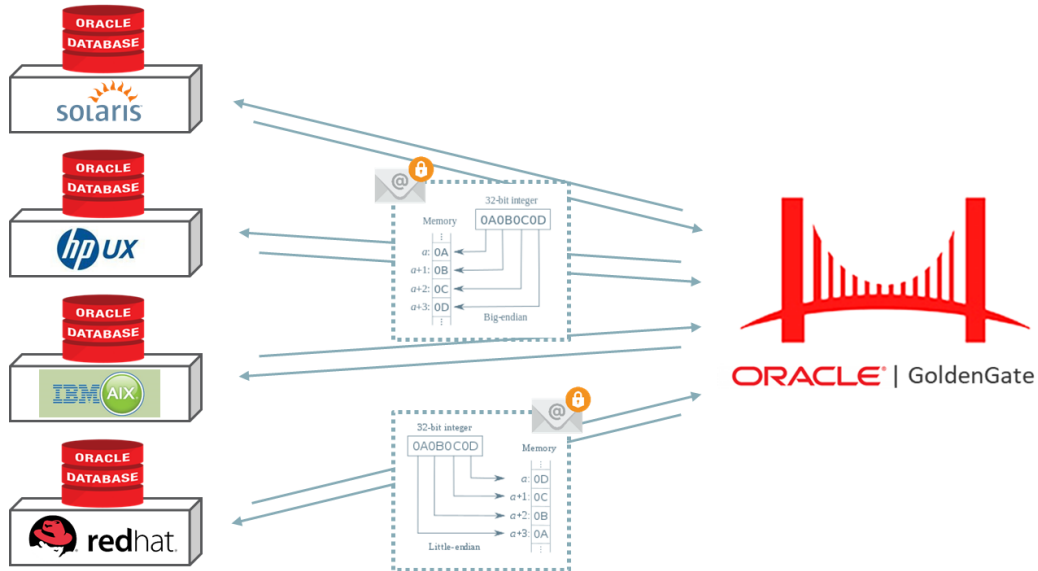 ORACLE
DATABASE
solaris
ORACLE
DATABASE
hp UX
ORACLE
DATABASE
IBM AIX
ORACLE
DATABASE
redhat.
@
32-bit integer
Memory
0A0B0C0D
a: 0A
a+1: 0B
a+2: 0C
a+3: 0D
Big-endian
@
32-bit integer
0A0B0C0D
Memory
a: 0D
a+1: 0C
a+2: 0B
a+3: 0A
Little-endian
ORACLE® | GoldenGate